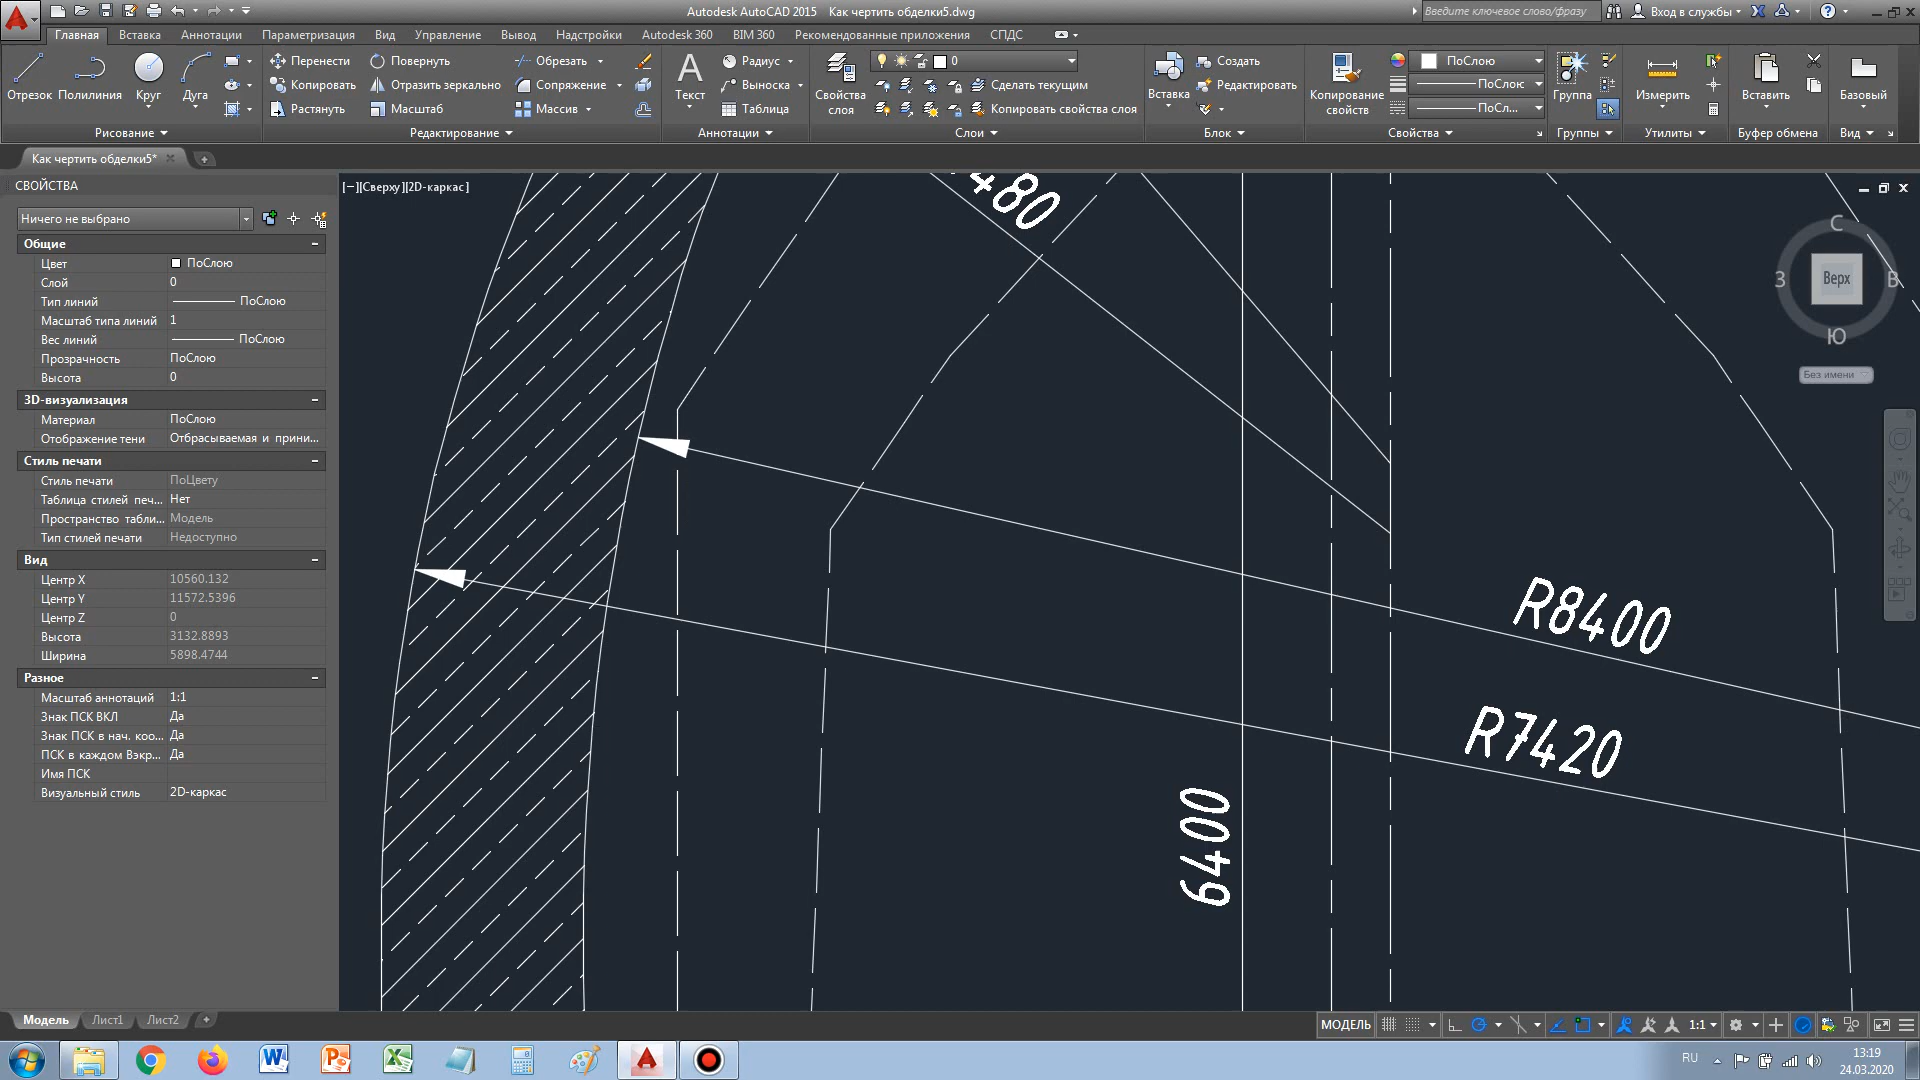 Autodesk AutoCAD 2015 Как чертить обделки5.dwg
Введите ключевое слово/фразу
Вход в службы
Главная Вставка Аннотации Параметризация Вид Управление Вывод Надстройки Autodesk 360 BIM 360 Рекомендованные приложения СПДС
Отрезок Полилиния Круг Дуга
Рисование
Перенести Повернуть Обрезать
Копировать Отразить зеркально Сопряжение
Растянуть Масштаб Массив
Редактирование
Текст
Радиус
Выноска
Таблица
Аннотации
Свойства слоя
0
Сделать текущим
Копировать свойства слоя
Слои
Вставка
Создать
Редактировать
Блок
Копирование свойств
ПоСлою
ПоСлою
ПоСл...
Свойства
Группа
Группы
Измерить
Утилиты
Вставить
Буфер обмена
Базовый
Вид
Как чертить обделки5*
СВОЙСТВА
Ничего не выбрано
Общие
Цвет ПоСлою
Слой 0
Тип линий ПоСлою
Масштаб типа линий 1
Вес линий ПоСлою
Прозрачность ПоСлою
Высота 0
3D-визуализация
Материал ПоСлою
Отображение тени Отбрасываемая и прини...
Стиль печати
Стиль печати ПоЦвету
Таблица стилей печ... Нет
Пространство табли... Модель
Тип стилей печати Недоступно
Вид
Центр X 10560.132
Центр Y 11572.5396
Центр Z 0
Высота 3132.8893
Ширина 5898.4744
Разное
Масштаб аннотаций 1:1
Знак ПСК ВКЛ Да
Знак ПСК в нач. коо... Да
ПСК в каждом Вэкр... Да
Имя ПСК
Визуальный стиль 2D-каркас
[−][Сверху][2D-каркас]
480
R8400
R7420
6400
С
З Верх В
Ю
Без имени
Модель Лист1 Лист2
МОДЕЛЬ 1:1
RU 13:19
24.03.2020